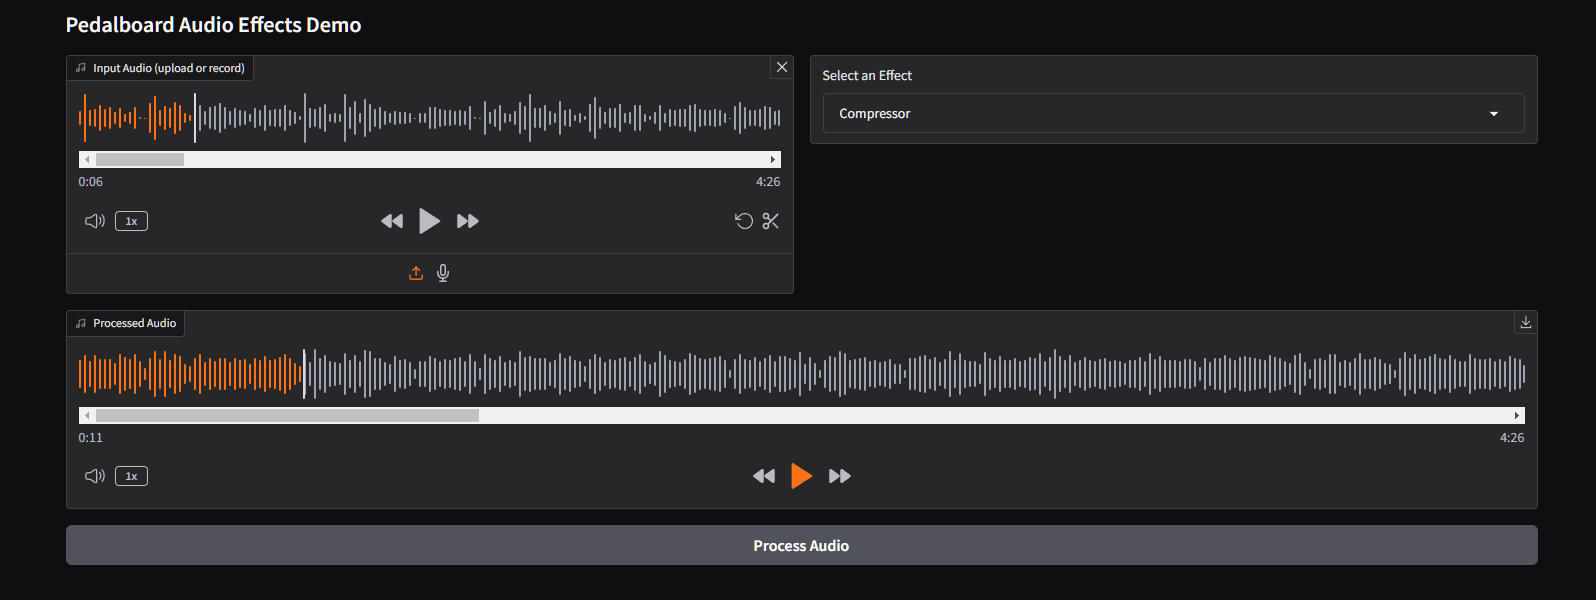 Pedalboard Audio Effects Demo
Input Audio (upload or record)
Select an Effect
Compressor
0:06
4:26
1x
Processed Audio
0:11
4:26
1x
Process Audio